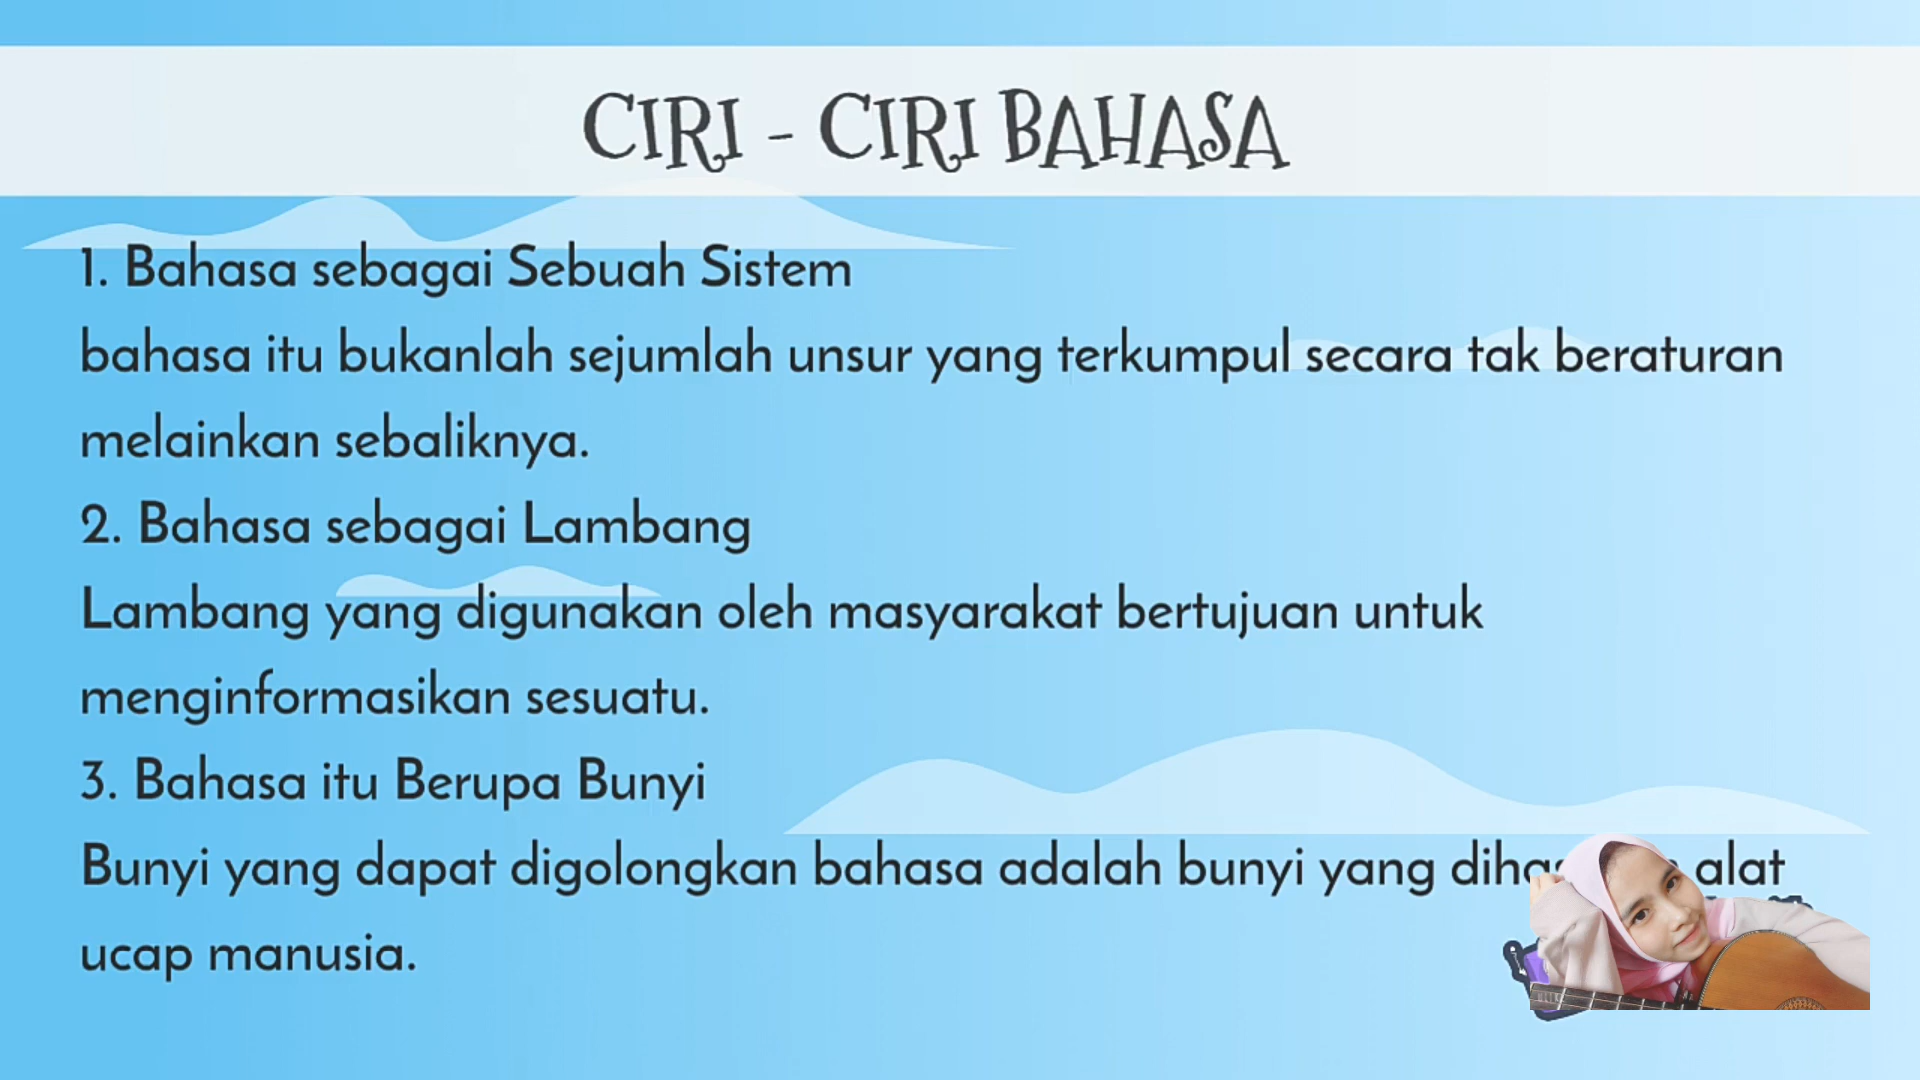 CIRI - CIRI BAHASA
1. Bahasa sebagai Sebuah Sistem
bahasa itu bukanlah sejumlah unsur yang terkumpul secara tak beraturan
melainkan sebaliknya.
2. Bahasa sebagai Lambang
Lambang yang digunakan oleh masyarakat bertujuan untuk
menginformasikan sesuatu.
3. Bahasa itu Berupa Bunyi
Bunyi yang dapat digolongkan bahasa adalah bunyi yang alat
ucap manusia.